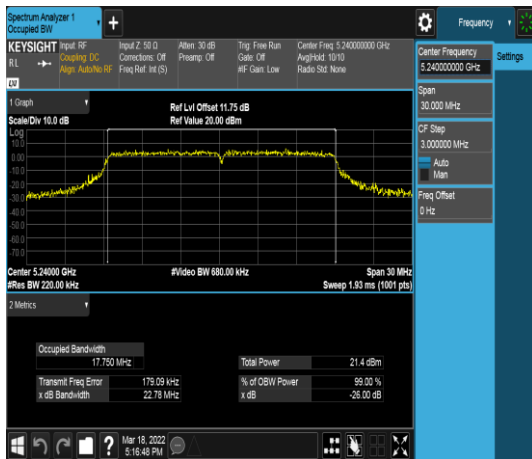 Spectrum Analyzer 1
Occupied BW
Frequency
KEYSIGHT
RL
LXI
Input: RF
Coupling: DC
Align: Auto/No RF
Input Z: 50 Ω
Corrections: Off
Freq Ref: Int (S)
Atten: 30 dB
Preamp: Off
Trig: Free Run
Gate: Off
#IF Gain: Low
Center Freq: 5.240000000 GHz
Avg|Hold: 10/10
Radio Std: None
Center Frequency
5.240000000 GHz
Settings
Span
30.000 MHz
CF Step
3.000000 MHz
Auto
Man
Freq Offset
0 Hz
1 Graph
Scale/Div 10.0 dB
Ref Lvl Offset 11.75 dB
Ref Value 20.00 dBm
Log
10.0
0.00
-10.0
-20.0
-30.0
-40.0
-50.0
-60.0
-70.0
Center 5.24000 GHz
#Video BW 680.00 kHz
Span 30 MHz
#Res BW 220.00 kHz
Sweep 1.93 ms (1001 pts)
2 Metrics
Occupied Bandwidth
17.750 MHz
Total Power
21.4 dBm
Transmit Freq Error
179.09 kHz
% of OBW Power
99.00 %
x dB Bandwidth
22.78 MHz
x dB
-26.00 dB
Mar 18, 2022
5:16:48 PM